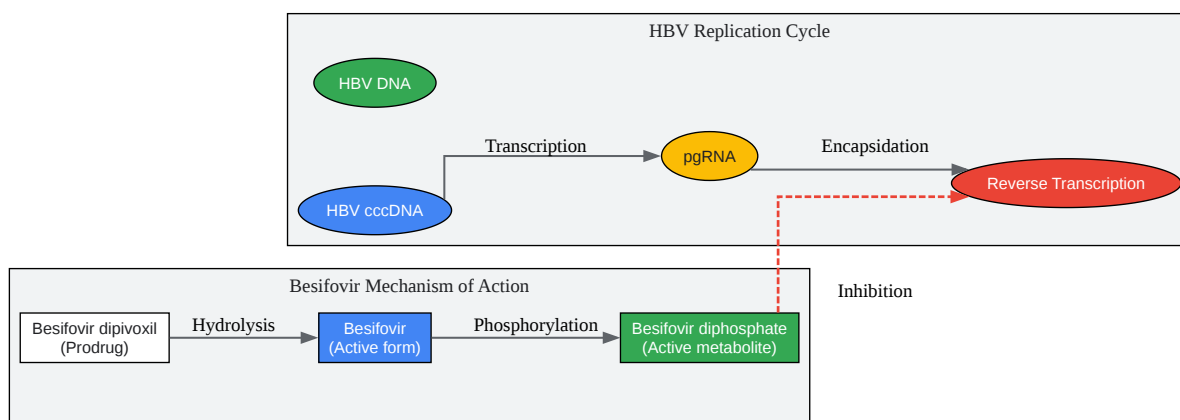 HBV Replication Cycle
HBV DNA
Transcription
pgRNA
Encapsidation
Reverse Transcription
HBV cccDNA
Besifovir Mechanism of Action
Inhibition
Besifovir dipivoxil
(Prodrug)
Hydrolysis
Besifovir
(Active form)
Phosphorylation
Besifovir diphosphate
(Active metabolite)